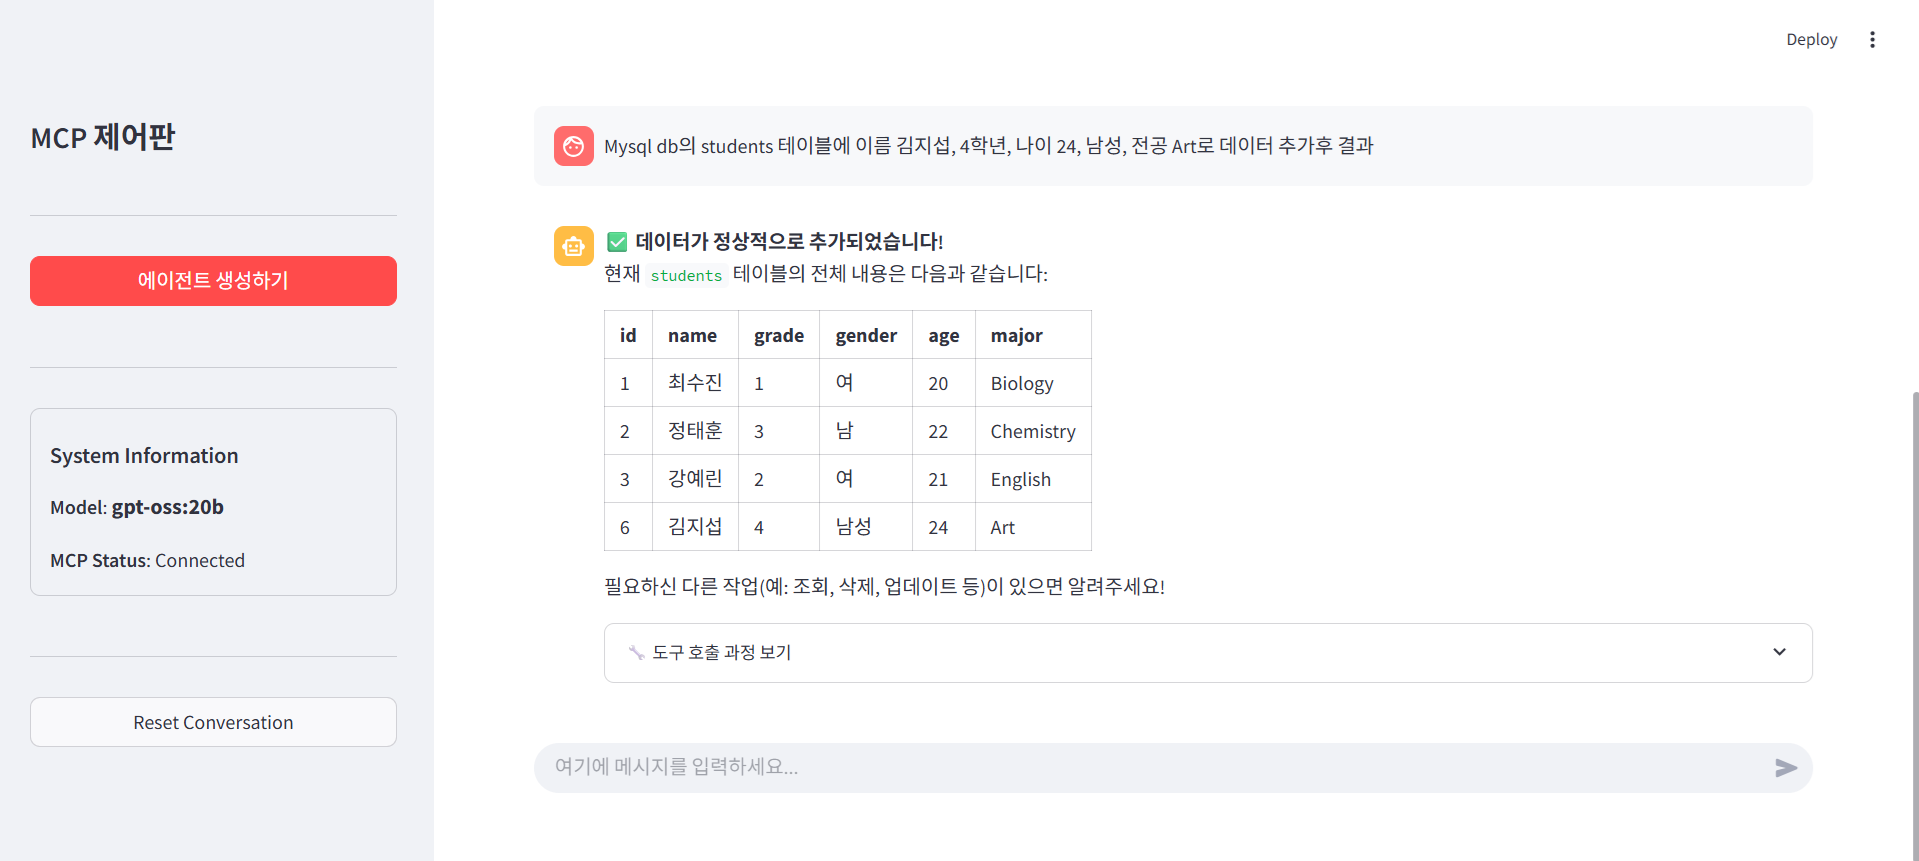 Deploy
MCP 제어판
에이전트 생성하기
System Information
Model: gpt-oss:20b
MCP Status: Connected
Reset Conversation
Mysql db의 students 테이블에 이름 김지섭, 4학년, 나이 24, 남성, 전공 Art로 데이터 추가후 결과
✅ 데이터가 정상적으로 추가되었습니다!
현재 students 테이블의 전체 내용은 다음과 같습니다:
id name grade gender age major
1 최수진 1 여 20 Biology
2 정태훈 3 남 22 Chemistry
3 강예린 2 여 21 English
6 김지섭 4 남성 24 Art
필요하신 다른 작업(예: 조회, 삭제, 업데이트 등)이 있으면 알려주세요!
🔧 도구 호출 과정 보기
여기에 메시지를 입력하세요...